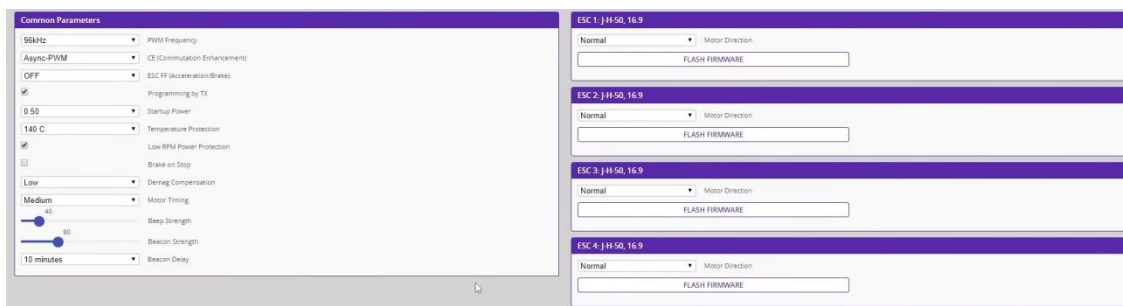 Common Parameters
96kHz PWM Frequency
Async-PWM CE (Commutation Enhancement)
OFF ESC FF (Acceleration/Brake)
Programming by TX
0.50 Startup Power
140 C Temperature Protection
Low RPM Power Protection
Brake on Stop
Low Demag Compensation
Medium Motor Timing
40
Beep Strength
80
Beacon Strength
10 minutes Beacon Delay
ESC 1: J-H-50, 16.9
Normal Motor Direction
FLASH FIRMWARE
ESC 2: J-H-50, 16.9
Normal Motor Direction
FLASH FIRMWARE
ESC 3: J-H-50, 16.9
Normal Motor Direction
FLASH FIRMWARE
ESC 4: J-H-50, 16.9
Normal Motor Direction
FLASH FIRMWARE